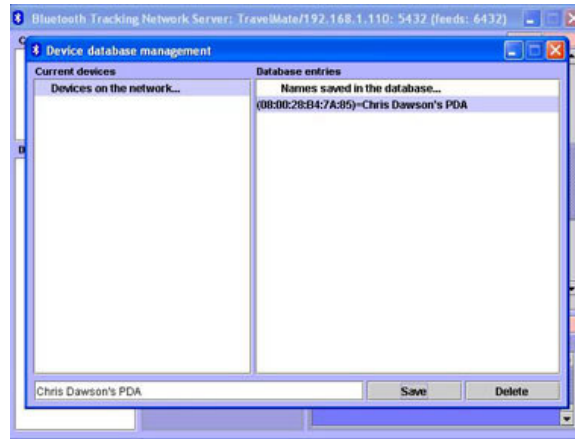 Bluetooth Tracking Network Server: TravelMate/192.168.1.110: 5432 (feeds: 6432)
Device database management
Current devices
Database entries
Devices on the network...
Names saved in the database...
(08:00:28:B4:7A:85)=Chris Dawson's PDA
Chris Dawson's PDA
Save
Delete